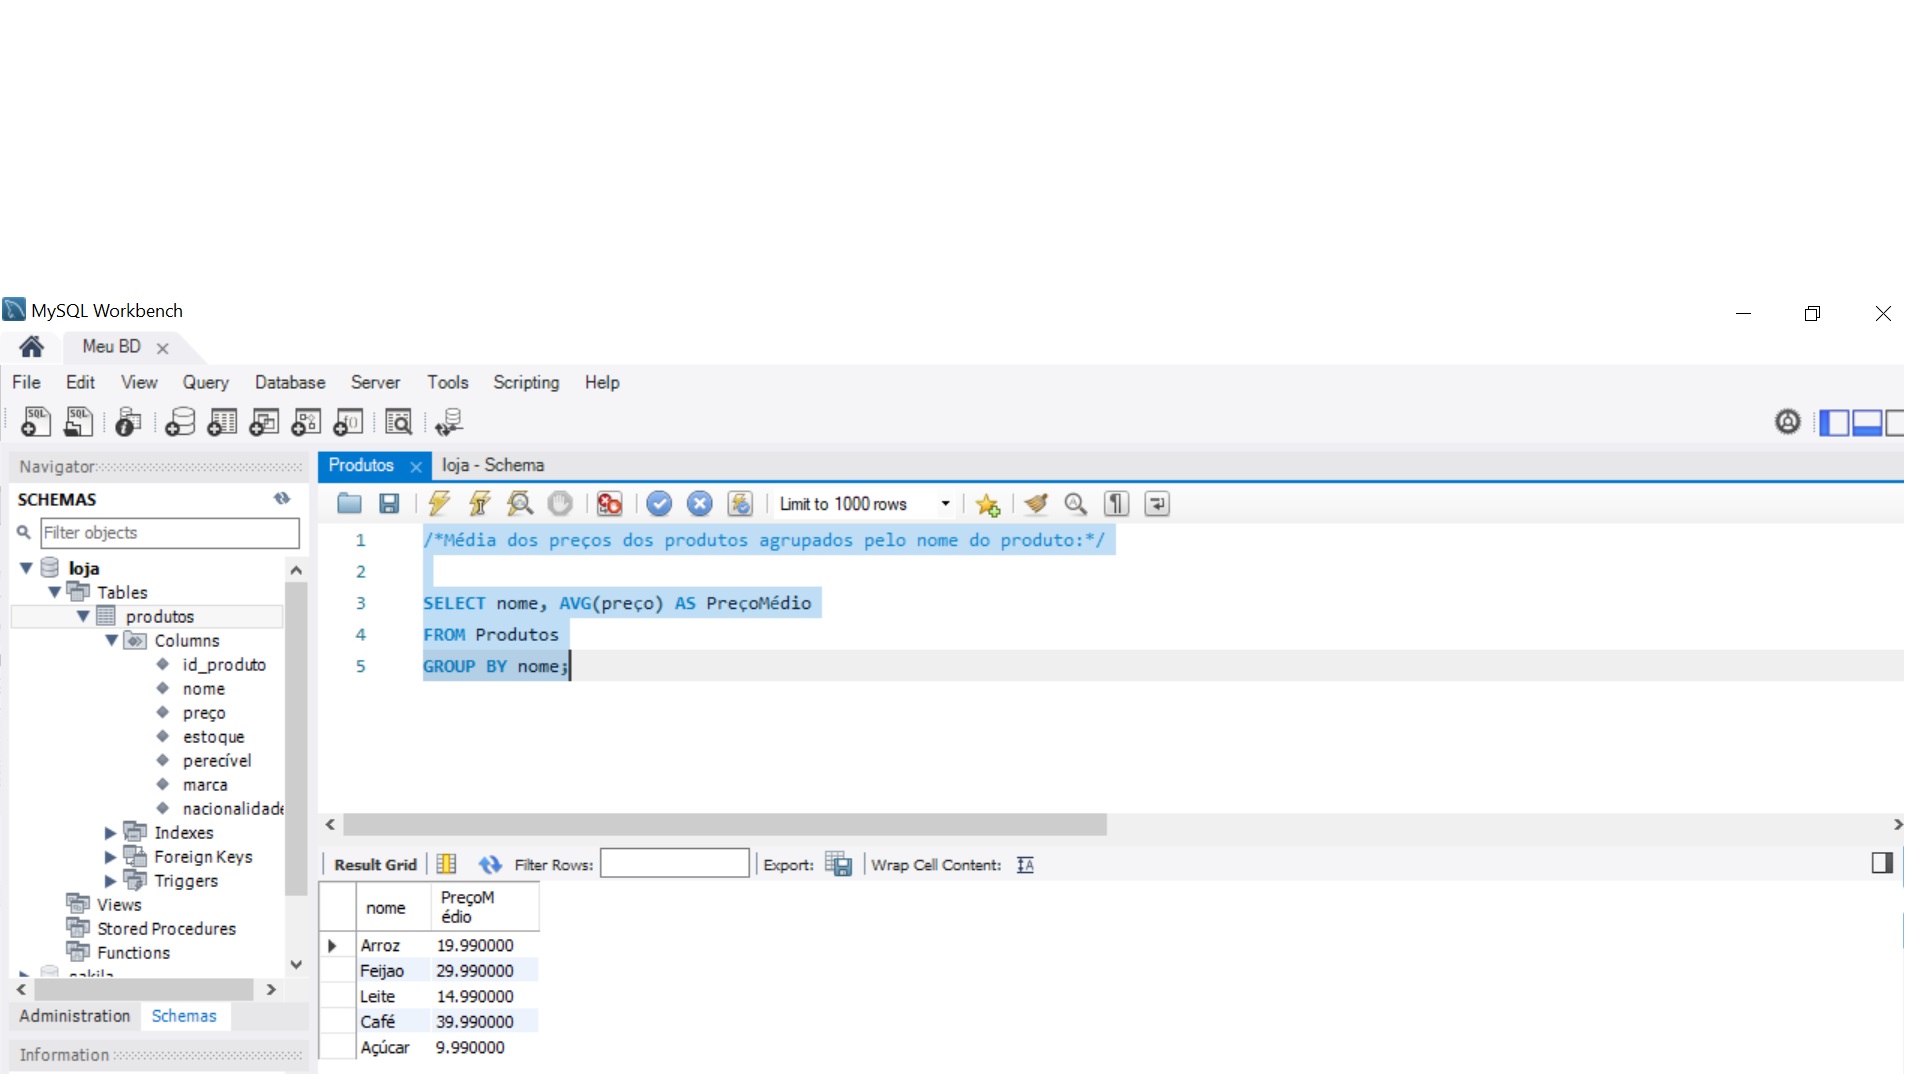 MySQL Workbench
Meu BD
File Edit View Query Database Server Tools Scripting Help
Navigator
SCHEMAS
Filter objects
loja
Tables
produtos
Columns
id_produto
nome
preço
estoque
perecível
marca
nacionalidade
Indexes
Foreign Keys
Triggers
Views
Stored Procedures
Functions
Administration Schemas
Information
Produtos loja - Schema
Limit to 1000 rows
1 /*Média dos preços dos produtos agrupados pelo nome do produto:*/
2
3 SELECT nome, AVG(preço) AS PreçoMédio
4 FROM Produtos
5 GROUP BY nome;
Result Grid Filter Rows: Export: Wrap Cell Content:
nome PreçoM
édio
Arroz 19.990000
Feijao 29.990000
Leite 14.990000
Café 39.990000
Açúcar 9.990000